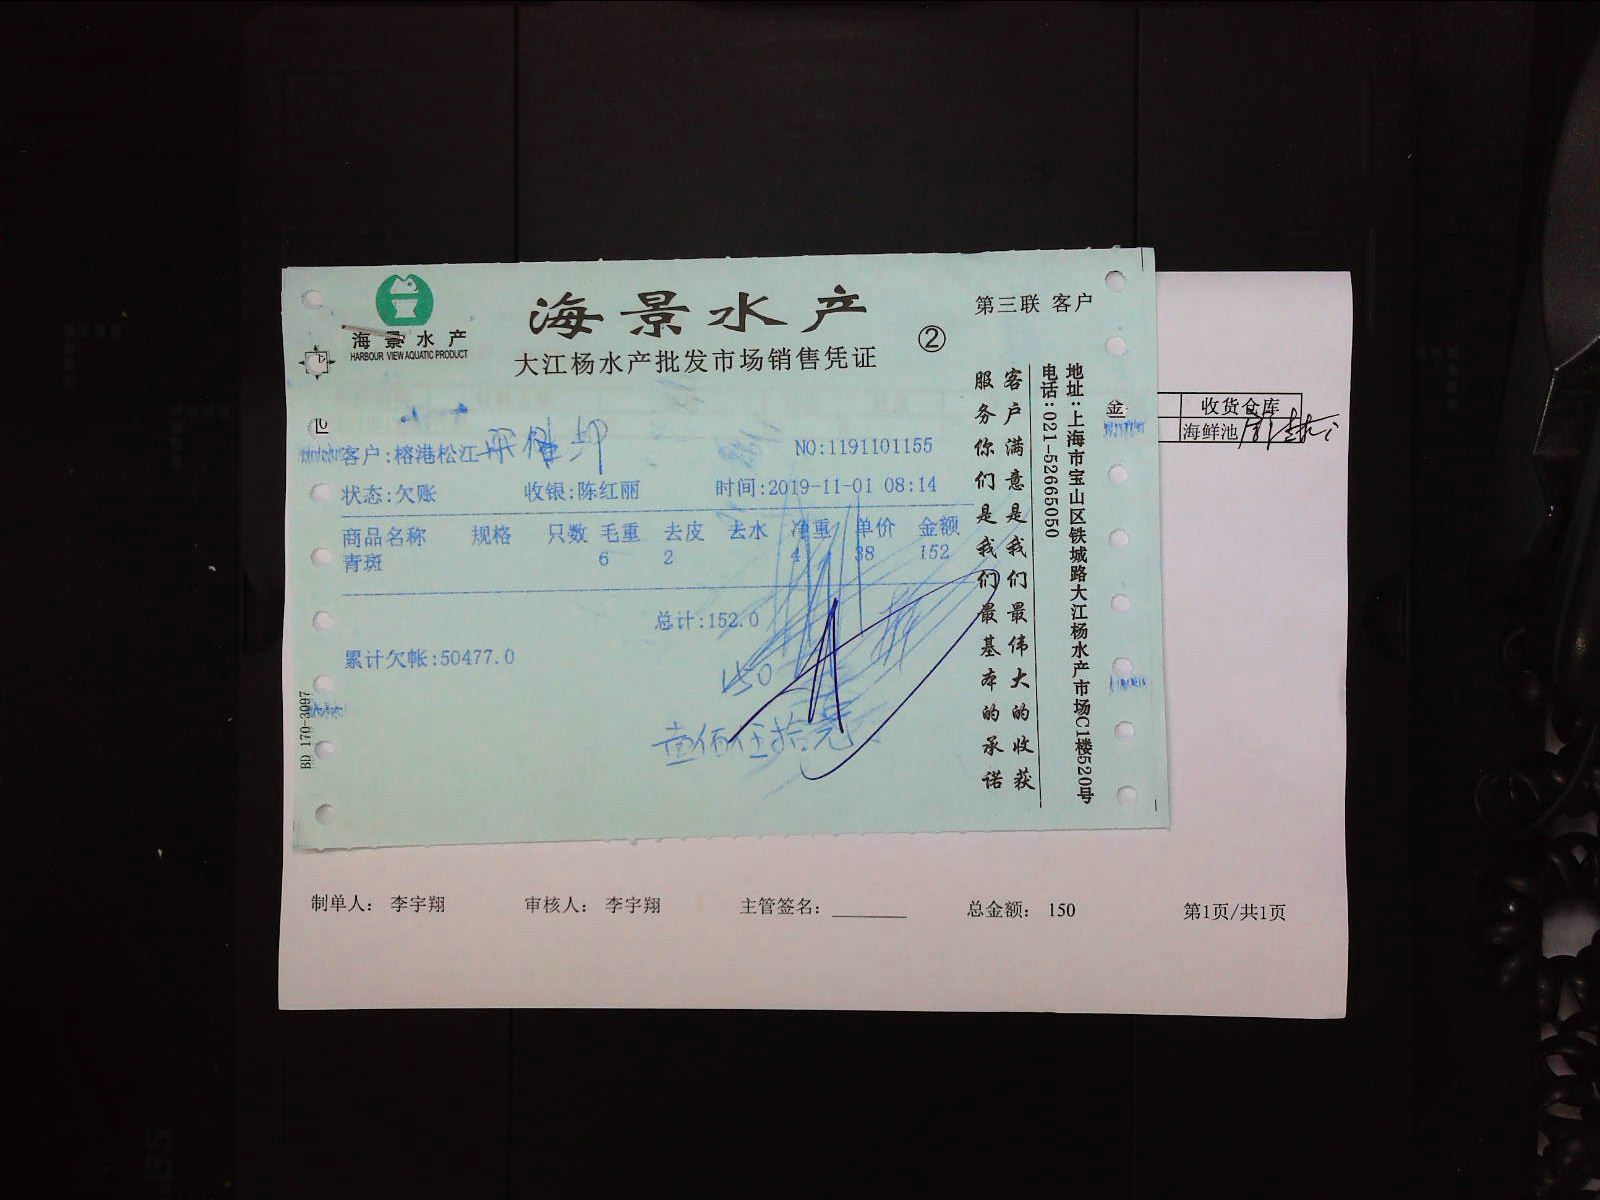 海景水产
HARBOUR VIEW AQUATIC PRODUCT
海景水产
大江杨水产批发市场销售凭证
②
第三联 客户
客户:榕港松江
NO:1191101155
状态:欠账 收银:陈红丽 时间:2019-11-01 08:14
商品名称 规格 只数 毛重 去皮 去水 净重 单价 金额
青斑 6 2 4 38 152
总计:152.0
累计欠帐:50477.0
150
壹佰伍拾元
BD 170-3097
客户满意是我们最伟大的收获
服务你们是我们最基本的承诺
地址:上海市宝山区铁城路大江杨水产市场C1楼520号
电话:021-52665050
金
收货仓库
海鲜池
制单人: 李宇翔 审核人: 李宇翔 主管签名: 总金额: 150 第1页/共1页